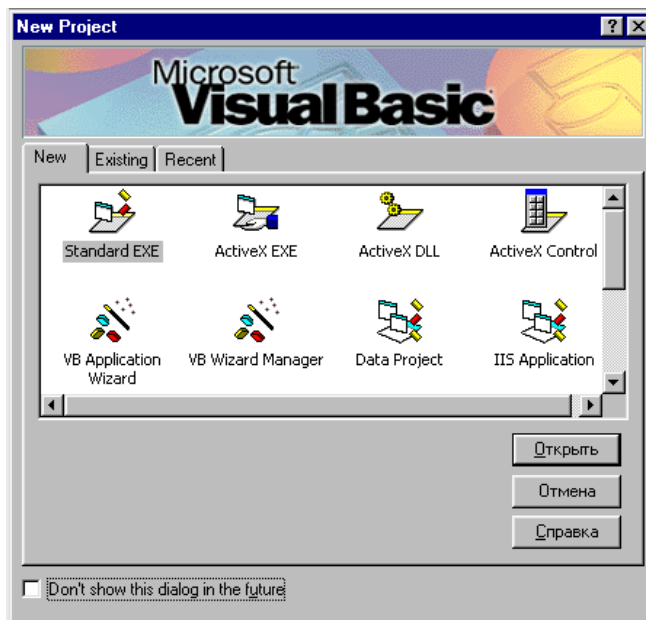 New Project
Microsoft
Visual Basic
New Existing Recent
Standard EXE ActiveX EXE ActiveX DLL ActiveX Control
VB Application Wizard VB Wizard Manager Data Project IIS Application
Открыть
Отмена
Справка
Don't show this dialog in the future